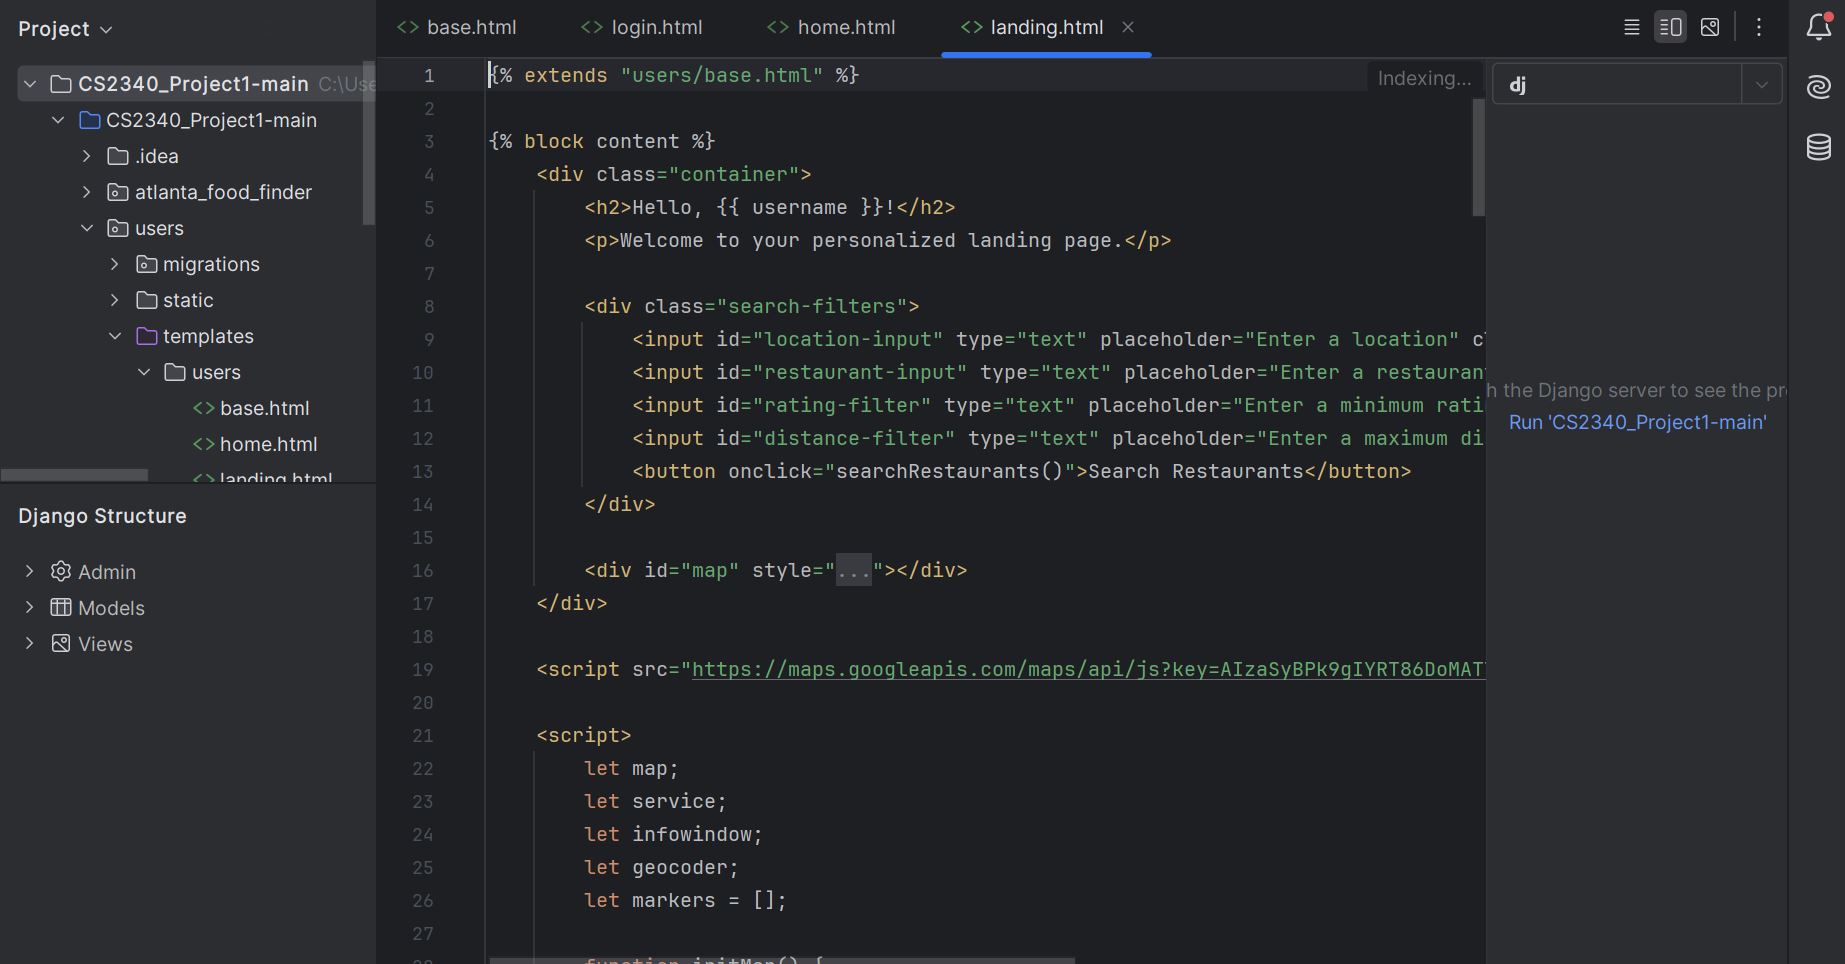 Project
base.html
login.html
home.html
landing.html
CS2340_Project1-main C:\Use
CS2340_Project1-main
.idea
atlanta_food_finder
users
migrations
static
templates
users
base.html
home.html
landing.html
Django Structure
Admin
Models
Views
1 {% extends "users/base.html" %}
2
3 {% block content %}
4 <div class="container">
5 <h2>Hello, {{ username }}!</h2>
6 <p>Welcome to your personalized landing page.</p>
7
8 <div class="search-filters">
9 <input id="location-input" type="text" placeholder="Enter a location" cl
10 <input id="restaurant-input" type="text" placeholder="Enter a restauran
11 <input id="rating-filter" type="text" placeholder="Enter a minimum rati
12 <input id="distance-filter" type="text" placeholder="Enter a maximum di
13 <button onclick="searchRestaurants()">Search Restaurants</button>
14 </div>
15
16 <div id="map" style="..."></div>
17 </div>
18
19 <script src="https://maps.googleapis.com/maps/api/js?key=AIzaSyBPk9gIYRT86DoMAT
20
21 <script>
22 let map;
23 let service;
24 let infowindow;
25 let geocoder;
26 let markers = [];
27
28 function initMap() {
Indexing...
dj
h the Django server to see the pre
Run 'CS2340_Project1-main'